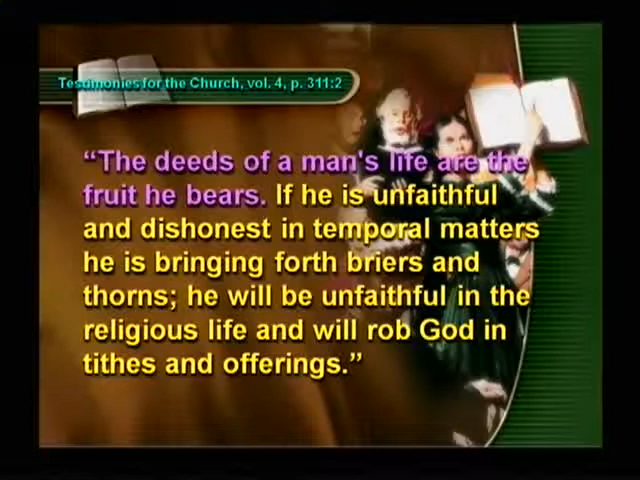 Testimonies for the Church, vol. 4, p. 311:2
“The deeds of a man's life are the
fruit he bears. If he is unfaithful
and dishonest in temporal matters
he is bringing forth briers and
thorns; he will be unfaithful in the
religious life and will rob God in
tithes and offerings.”